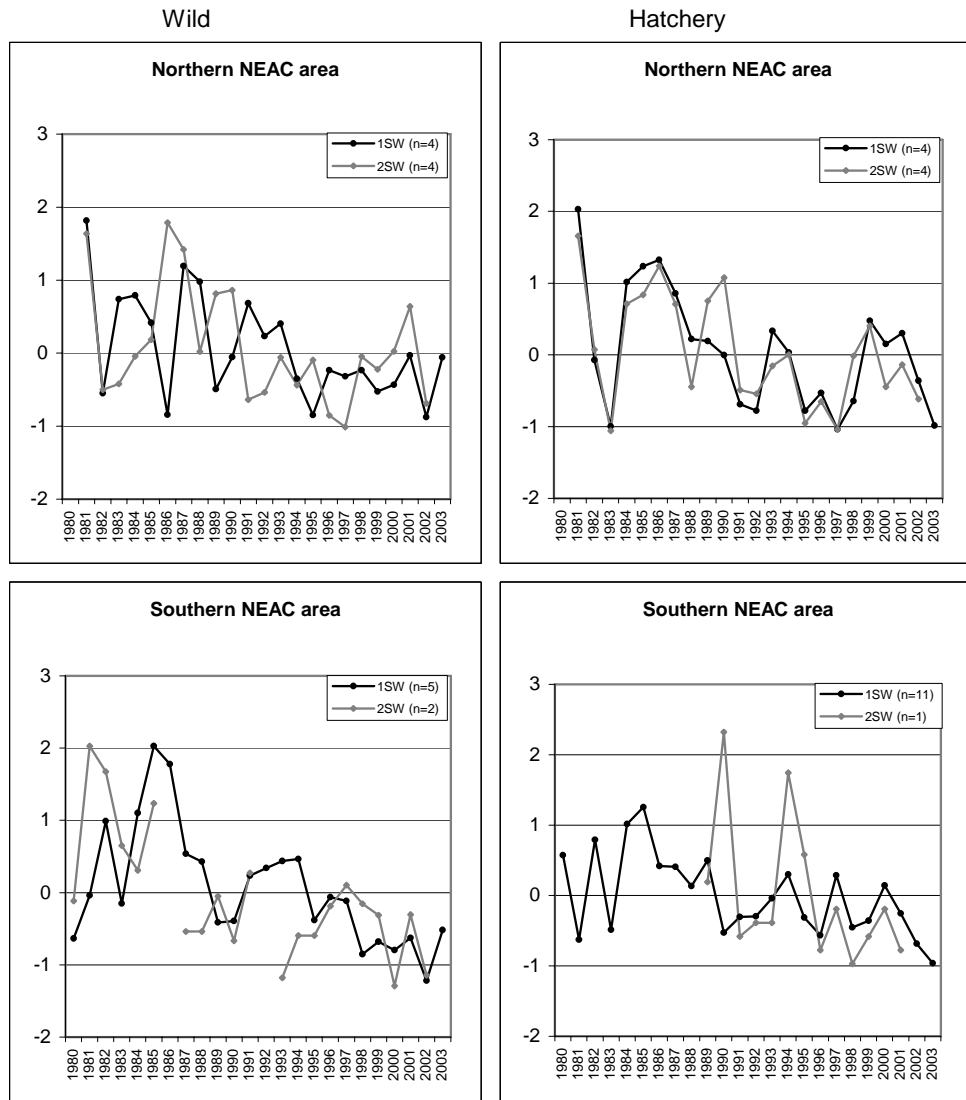 Wild
Hatchery
Northern NEAC area
3
2
1
0
-1
-2
1SW (n=4)
2SW (n=4)
1980 1981 1982 1983 1984 1985 1986 1987 1988 1989 1990 1991 1992 1993 1994 1995 1996 1997 1998 1999 2000 2001 2002 2003
Northern NEAC area
3
2
1
0
-1
-2
1SW (n=4)
2SW (n=4)
1980 1981 1982 1983 1984 1985 1986 1987 1988 1989 1990 1991 1992 1993 1994 1995 1996 1997 1998 1999 2000 2001 2002 2003
Southern NEAC area
3
2
1
0
-1
-2
1SW (n=5)
2SW (n=2)
1980 1981 1982 1983 1984 1985 1986 1987 1988 1989 1990 1991 1992 1993 1994 1995 1996 1997 1998 1999 2000 2001 2002 2003
Southern NEAC area
3
2
1
0
-1
-2
1SW (n=11)
2SW (n=1)
1980 1981 1982 1983 1984 1985 1986 1987 1988 1989 1990 1991 1992 1993 1994 1995 1996 1997 1998 1999 2000 2001 2002 2003